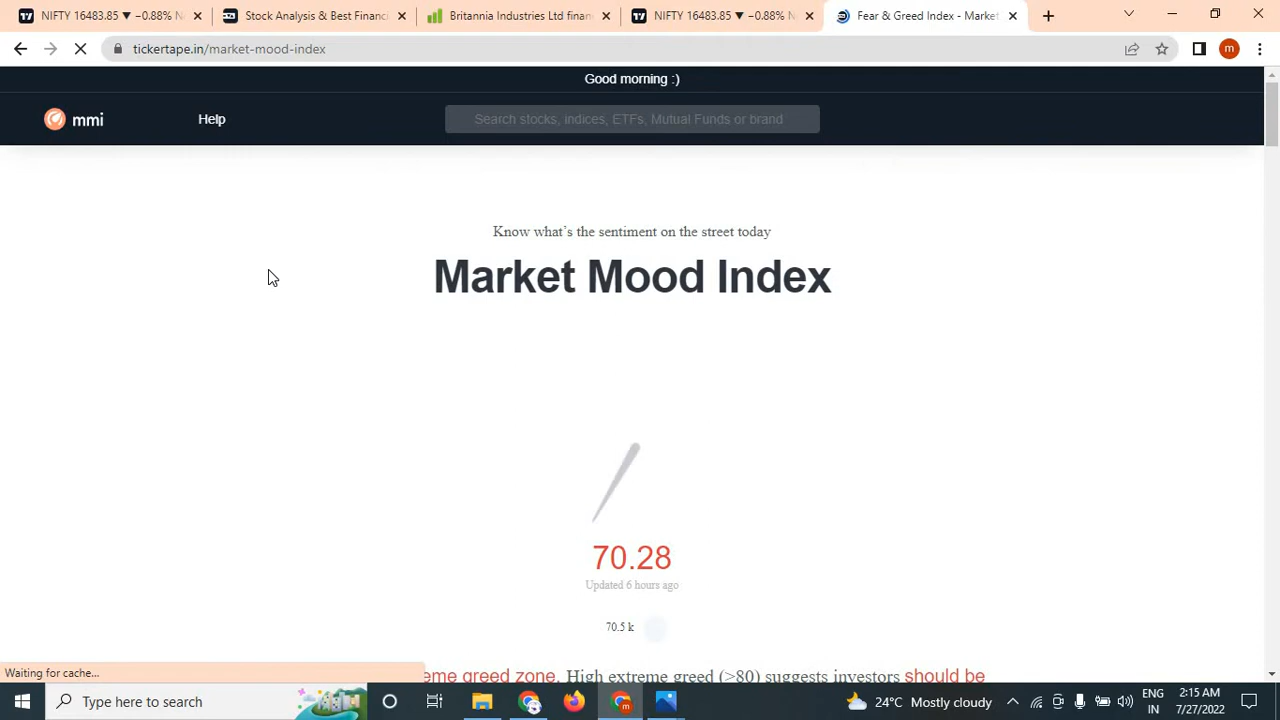 NIFTY 16483.85 ▼ −0.88%
Stock Analysis & Best Financi
Britannia Industries Ltd finan
NIFTY 16483.85 ▼ −0.88%
Fear & Greed Index - Market
m
tickertape.in/market-mood-index
Good morning :)
mmi
Help
Search stocks, indices, ETFs, Mutual Funds or brand
Know what's the sentiment on the street today
Market Mood Index
70.28
Updated 6 hours ago
70.5 k
eme greed zone. High extreme greed (>80) suggests investors should be
Waiting for cache...
Type here to search
24°C Mostly cloudy
ENG
IN
2:15 AM
7/27/2022